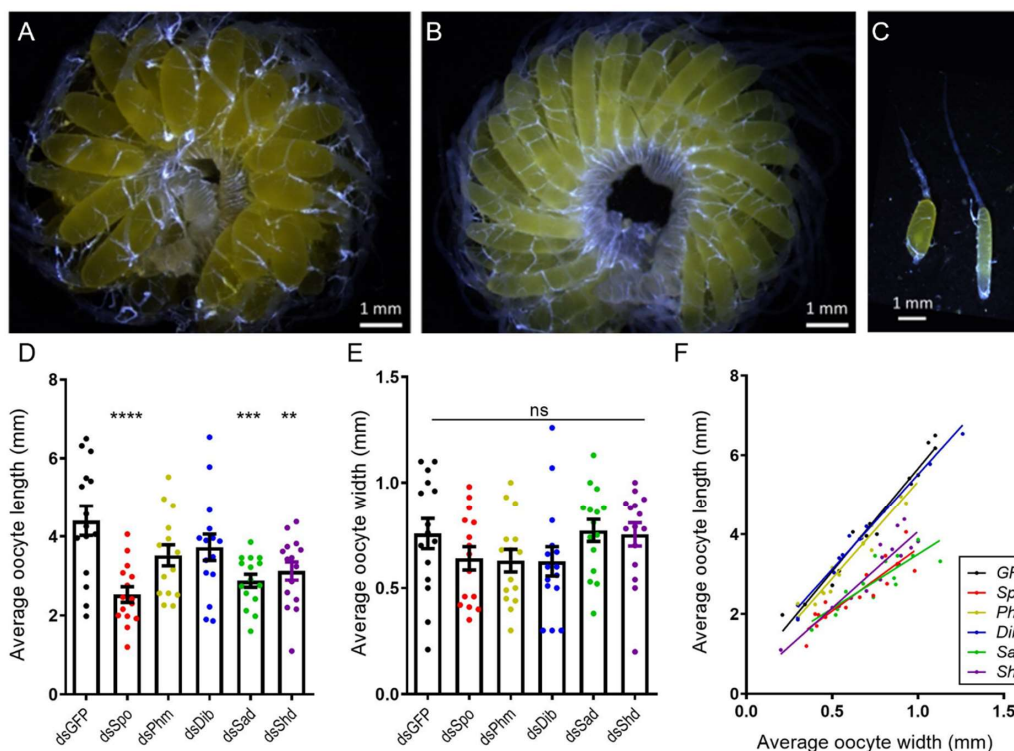 A
B
C
1 mm
1 mm
1 mm
D
E
F
Average oocyte length (mm)
8
6
4
2
0
**** *** **
dsGFP dsSpo dsPhm dsDib dsSad dsShd
Average oocyte width (mm)
1.5
1.0
0.5
0.0
ns
dsGFP dsSpo dsPhm dsDib dsSad dsShd
Average oocyte length (mm)
8
6
4
2
0
0.0 0.5 1.0 1.5
Average oocyte width (mm)